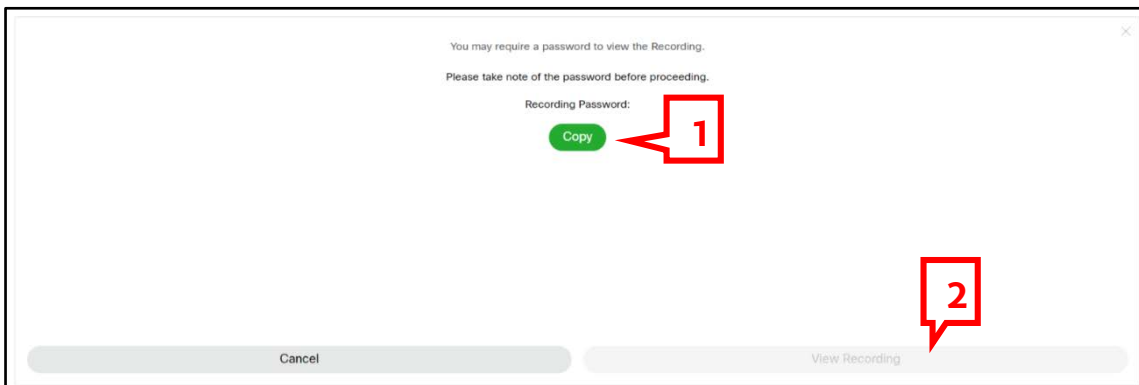 You may require a password to view the Recording.
Please take note of the password before proceeding.
Recording Password:
Copy
1
2
Cancel
View Recording